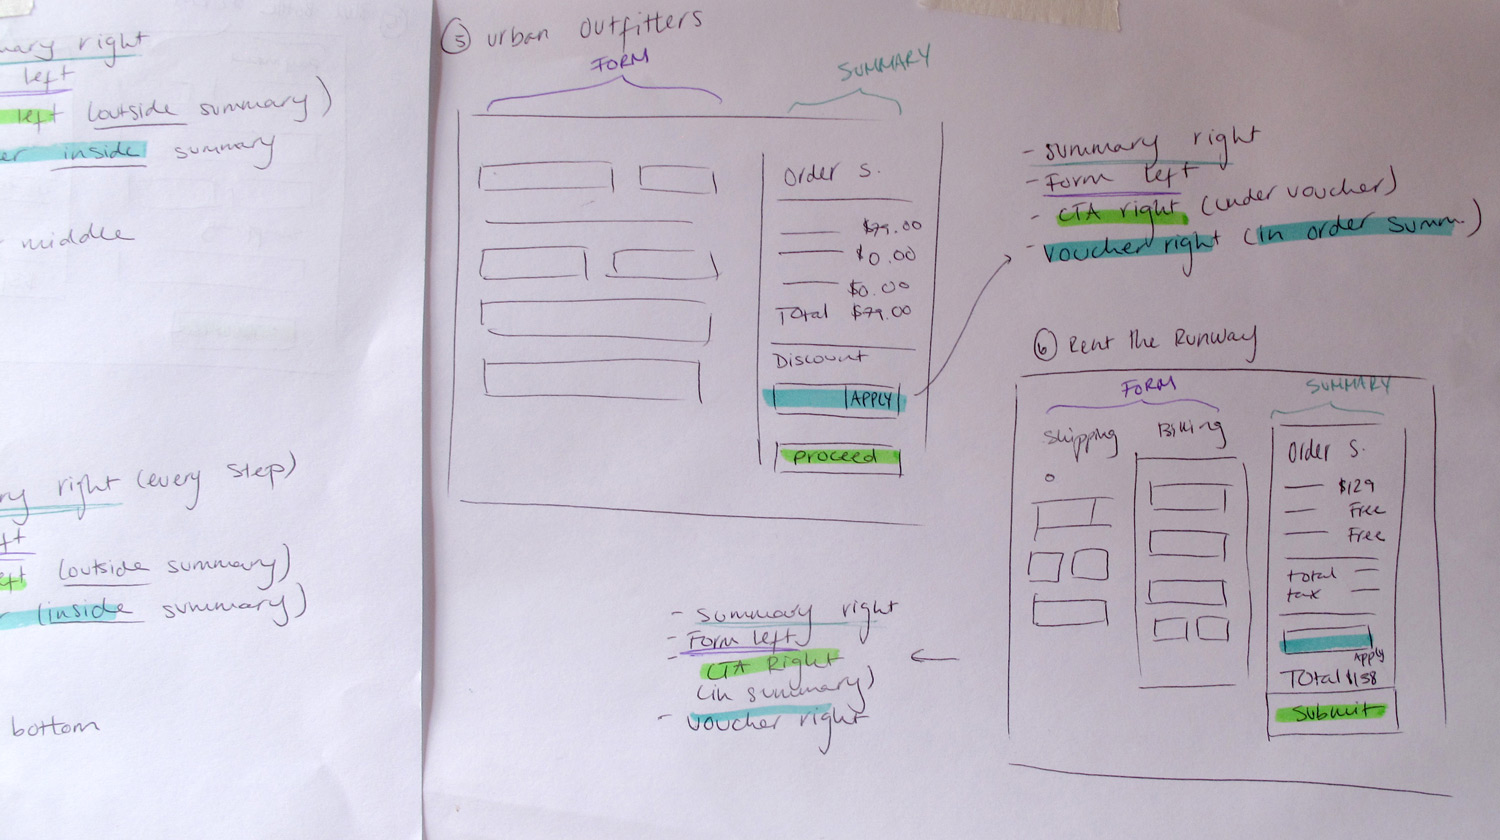 mary right
left
left (outside summary)
er inside summary
middle
ry right (every step)
eft
left (outside summary)
r (inside summary)
bottom
5 urban outfitters
FORM
SUMMARY
Order S.
$79.00
$0.00
$0.00
Total $79.00
Discount
APPLY
proceed
- summary right
- Form left
- CTA right (under voucher)
- voucher right (in order summ.)
6 Rent the Runway
FORM
SUMMARY
Shipping
Billing
Order S.
$129
Free
Free
total
tax
Apply
Total $158
Submit
- summary right
- Form left
- CTA Right
(in summary)
- voucher right